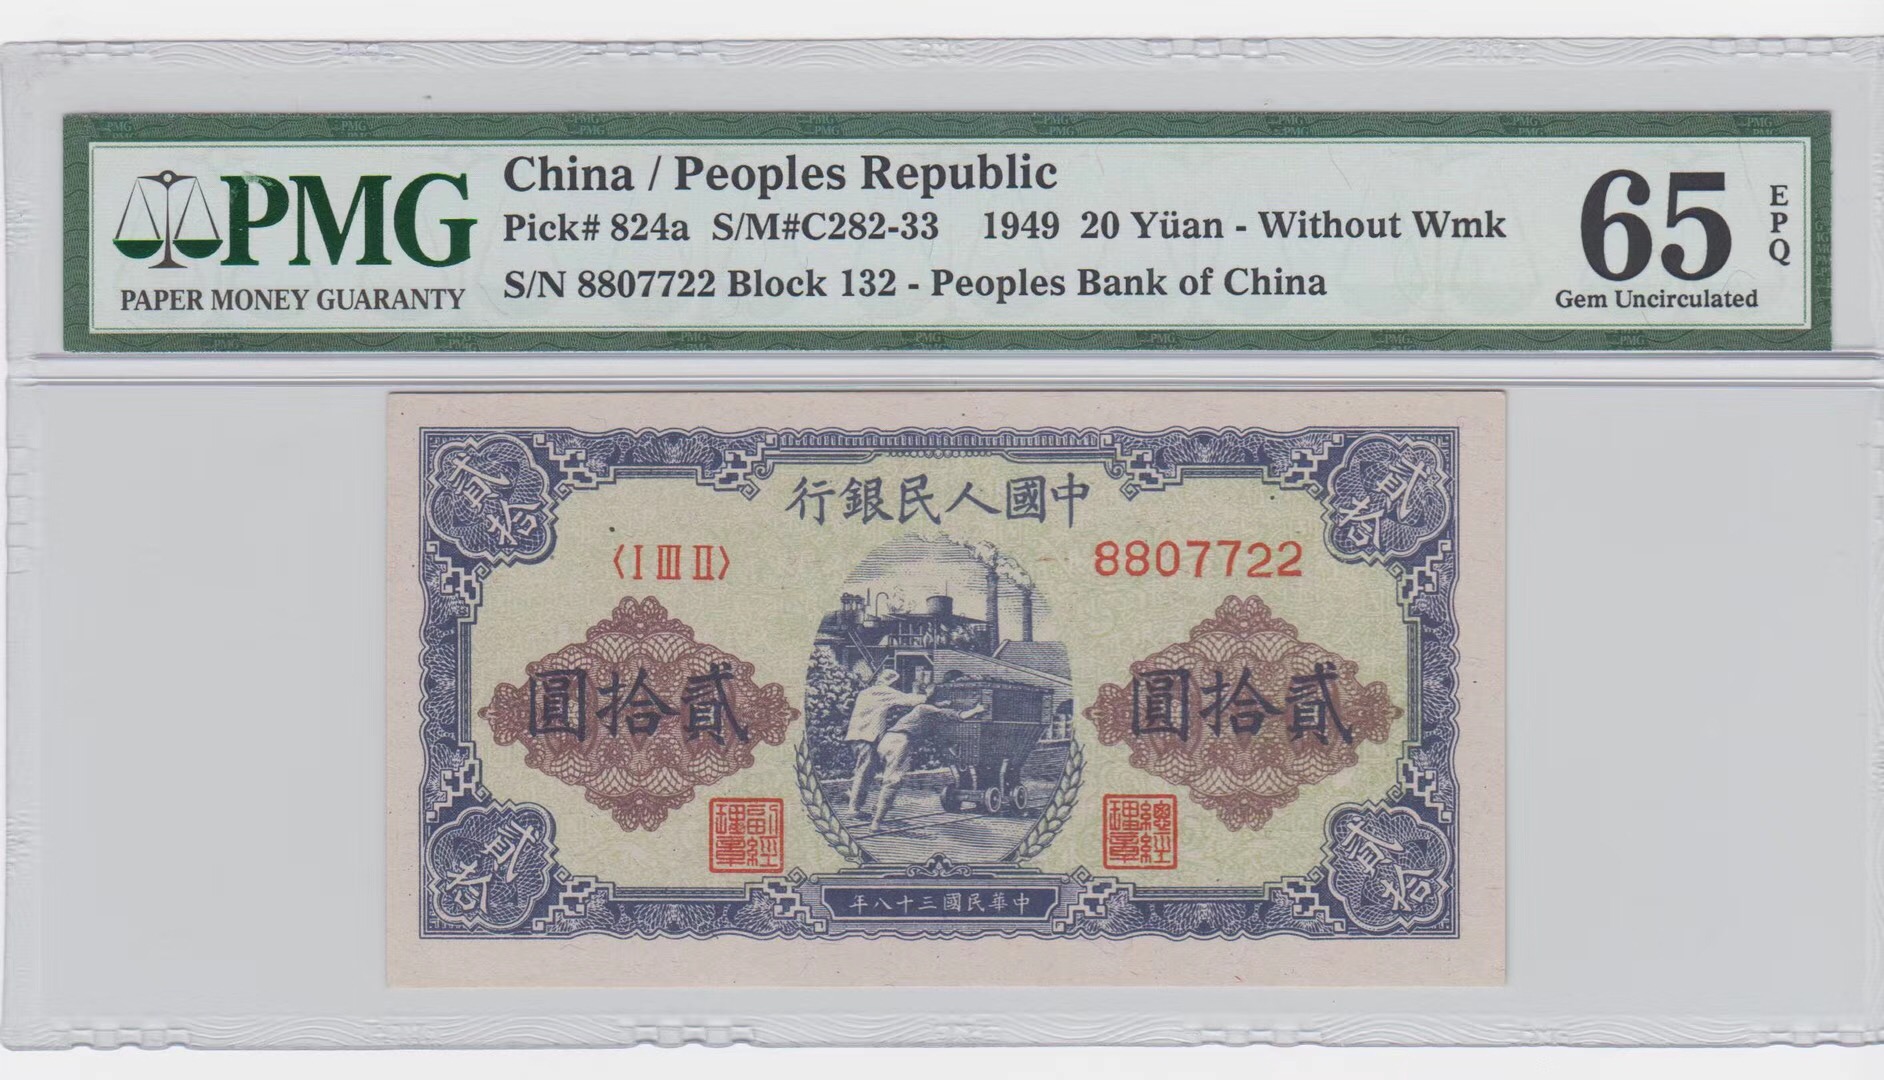 PMG
PAPER MONEY GUARANTY
China / Peoples Republic
Pick# 824a S/M#C282-33 1949 20 Yüan - Without Wmk
S/N 8807722 Block 132 - Peoples Bank of China
65
EPQ
Gem Uncirculated
貳拾
行銀民人國中
貳拾
〈I III II〉
8807722
圓拾貳
圓拾貳
副經理章
總經理章
貳拾
年八十三國民華中
貳拾